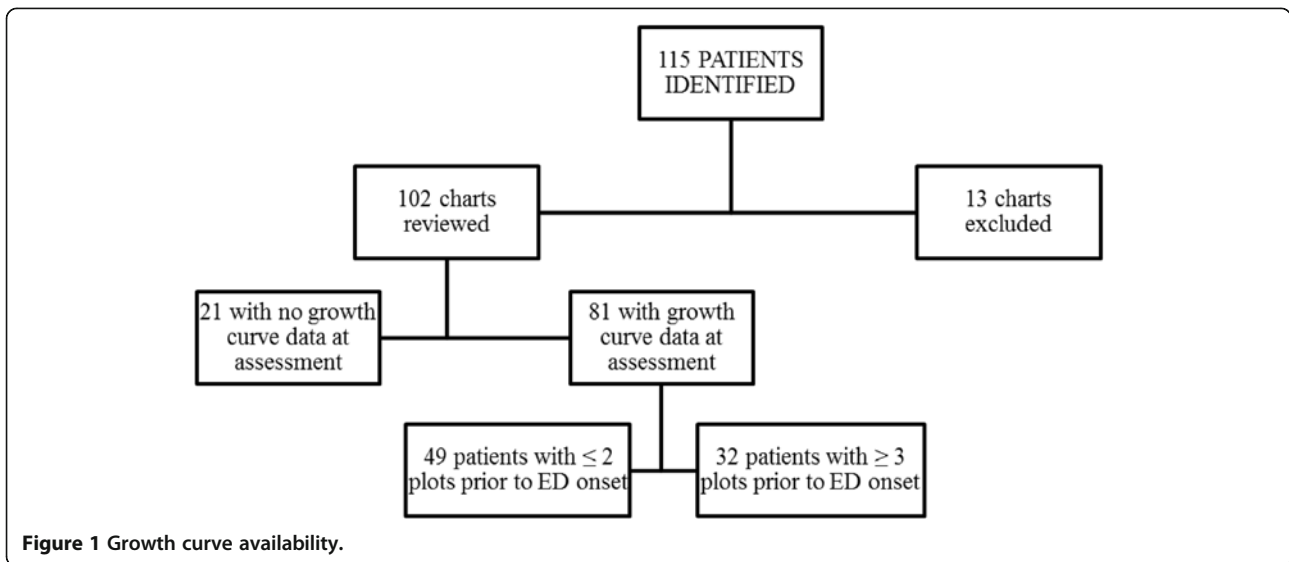 115 PATIENTS
IDENTIFIED
102 charts
reviewed
13 charts
excluded
21 with no growth
curve data at
assessment
81 with growth
curve data at
assessment
49 patients with ≤ 2
plots prior to ED onset
32 patients with ≥ 3
plots prior to ED onset
Figure 1 Growth curve availability.